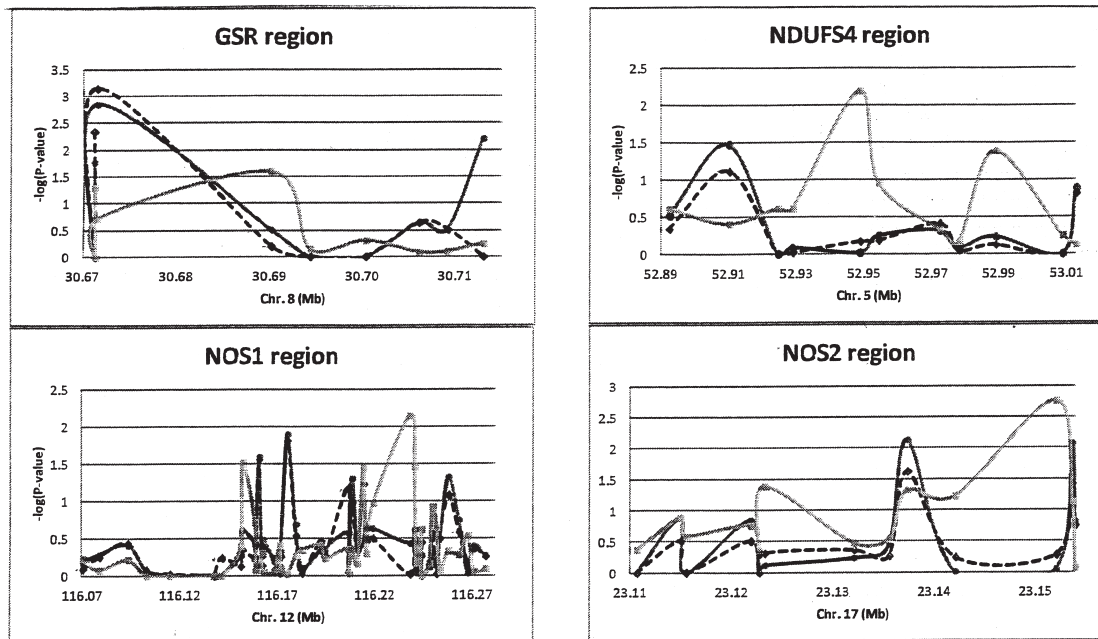 GSR region
3.5
3
2.5
2
1.5
1
0.5
0
-log(P-value)
30.67 30.68 30.69 30.70 30.71
Chr. 8 (Mb)
NDUFS4 region
2.5
2
1.5
1
0.5
0
-log(P-value)
52.89 52.91 52.93 52.95 52.97 52.99 53.01
Chr. 5 (Mb)
NOS1 region
2.5
2
1.5
1
0.5
0
-log(P-value)
116.07 116.12 116.17 116.22 116.27
Chr. 12 (Mb)
NOS2 region
3
2.5
2
1.5
1
0.5
0
23.11 23.12 23.13 23.14 23.15
Chr. 17 (Mb)